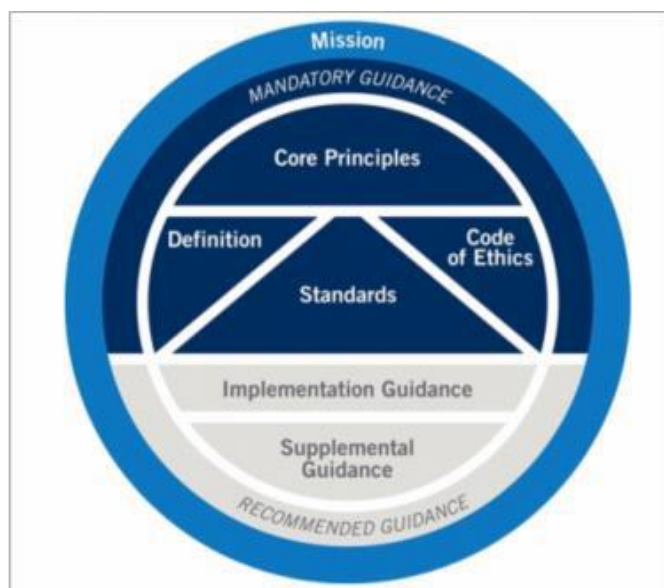 Mission
MANDATORY GUIDANCE
Core Principles
Definition
Code
of Ethics
Standards
Implementation Guidance
Supplemental
Guidance
RECOMMENDED GUIDANCE